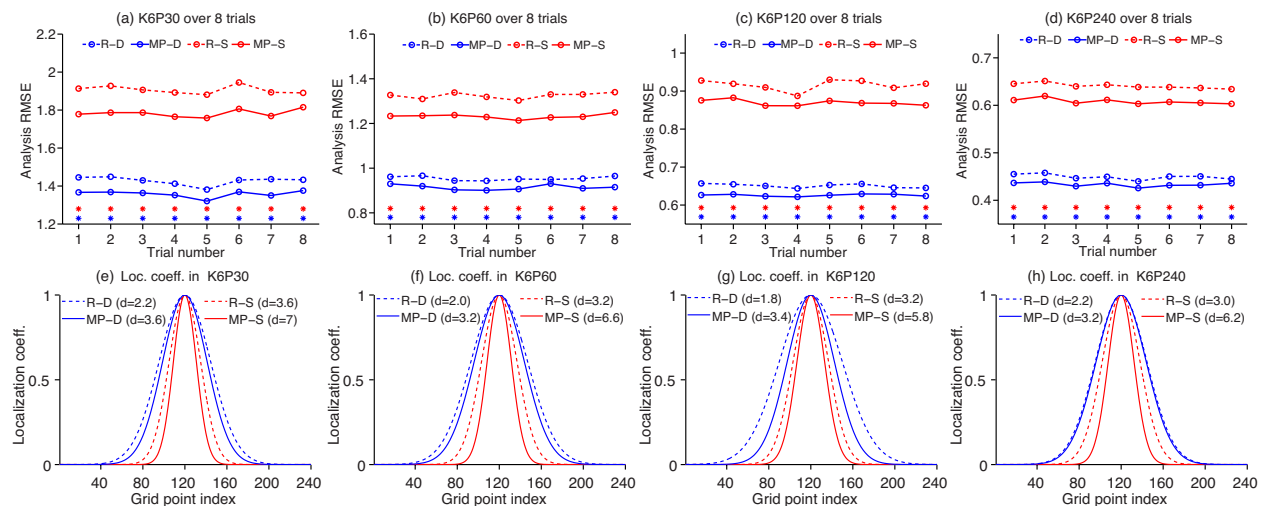 (a) K6P30 over 8 trials
R−D MP−D R−S MP−S
Analysis RMSE
2.2
2
1.8
1.6
1.4
1.2
1 2 3 4 5 6 7 8
Trial number
(b) K6P60 over 8 trials
R−D MP−D R−S MP−S
Analysis RMSE
1.6
1.4
1.2
1
0.8
1 2 3 4 5 6 7 8
Trial number
(c) K6P120 over 8 trials
R−D MP−D R−S MP−S
Analysis RMSE
1
0.9
0.8
0.7
0.6
1 2 3 4 5 6 7 8
Trial number
(d) K6P240 over 8 trials
R−D MP−D R−S MP−S
Analysis RMSE
0.7
0.6
0.5
0.4
1 2 3 4 5 6 7 8
Trial number
(e) Loc. coeff. in K6P30
R−D (d=2.2) R−S (d=3.6)
MP−D (d=3.6) MP−S (d=7)
Localization coeff.
1
0.5
0
40 80 120 160 200 240
Grid point index
(f) Loc. coeff. in K6P60
R−D (d=2.0) R−S (d=3.2)
MP−D (d=3.2) MP−S (d=6.6)
Localization coeff.
1
0.5
0
40 80 120 160 200 240
Grid point index
(g) Loc. coeff. in K6P120
R−D (d=1.8) R−S (d=3.2)
MP−D (d=3.4) MP−S (d=5.8)
Localization coeff.
1
0.5
0
40 80 120 160 200 240
Grid point index
(h) Loc. coeff. in K6P240
R−D (d=2.2) R−S (d=3.0)
MP−D (d=3.2) MP−S (d=6.2)
Localization coeff.
1
0.5
0
40 80 120 160 200 240
Grid point index